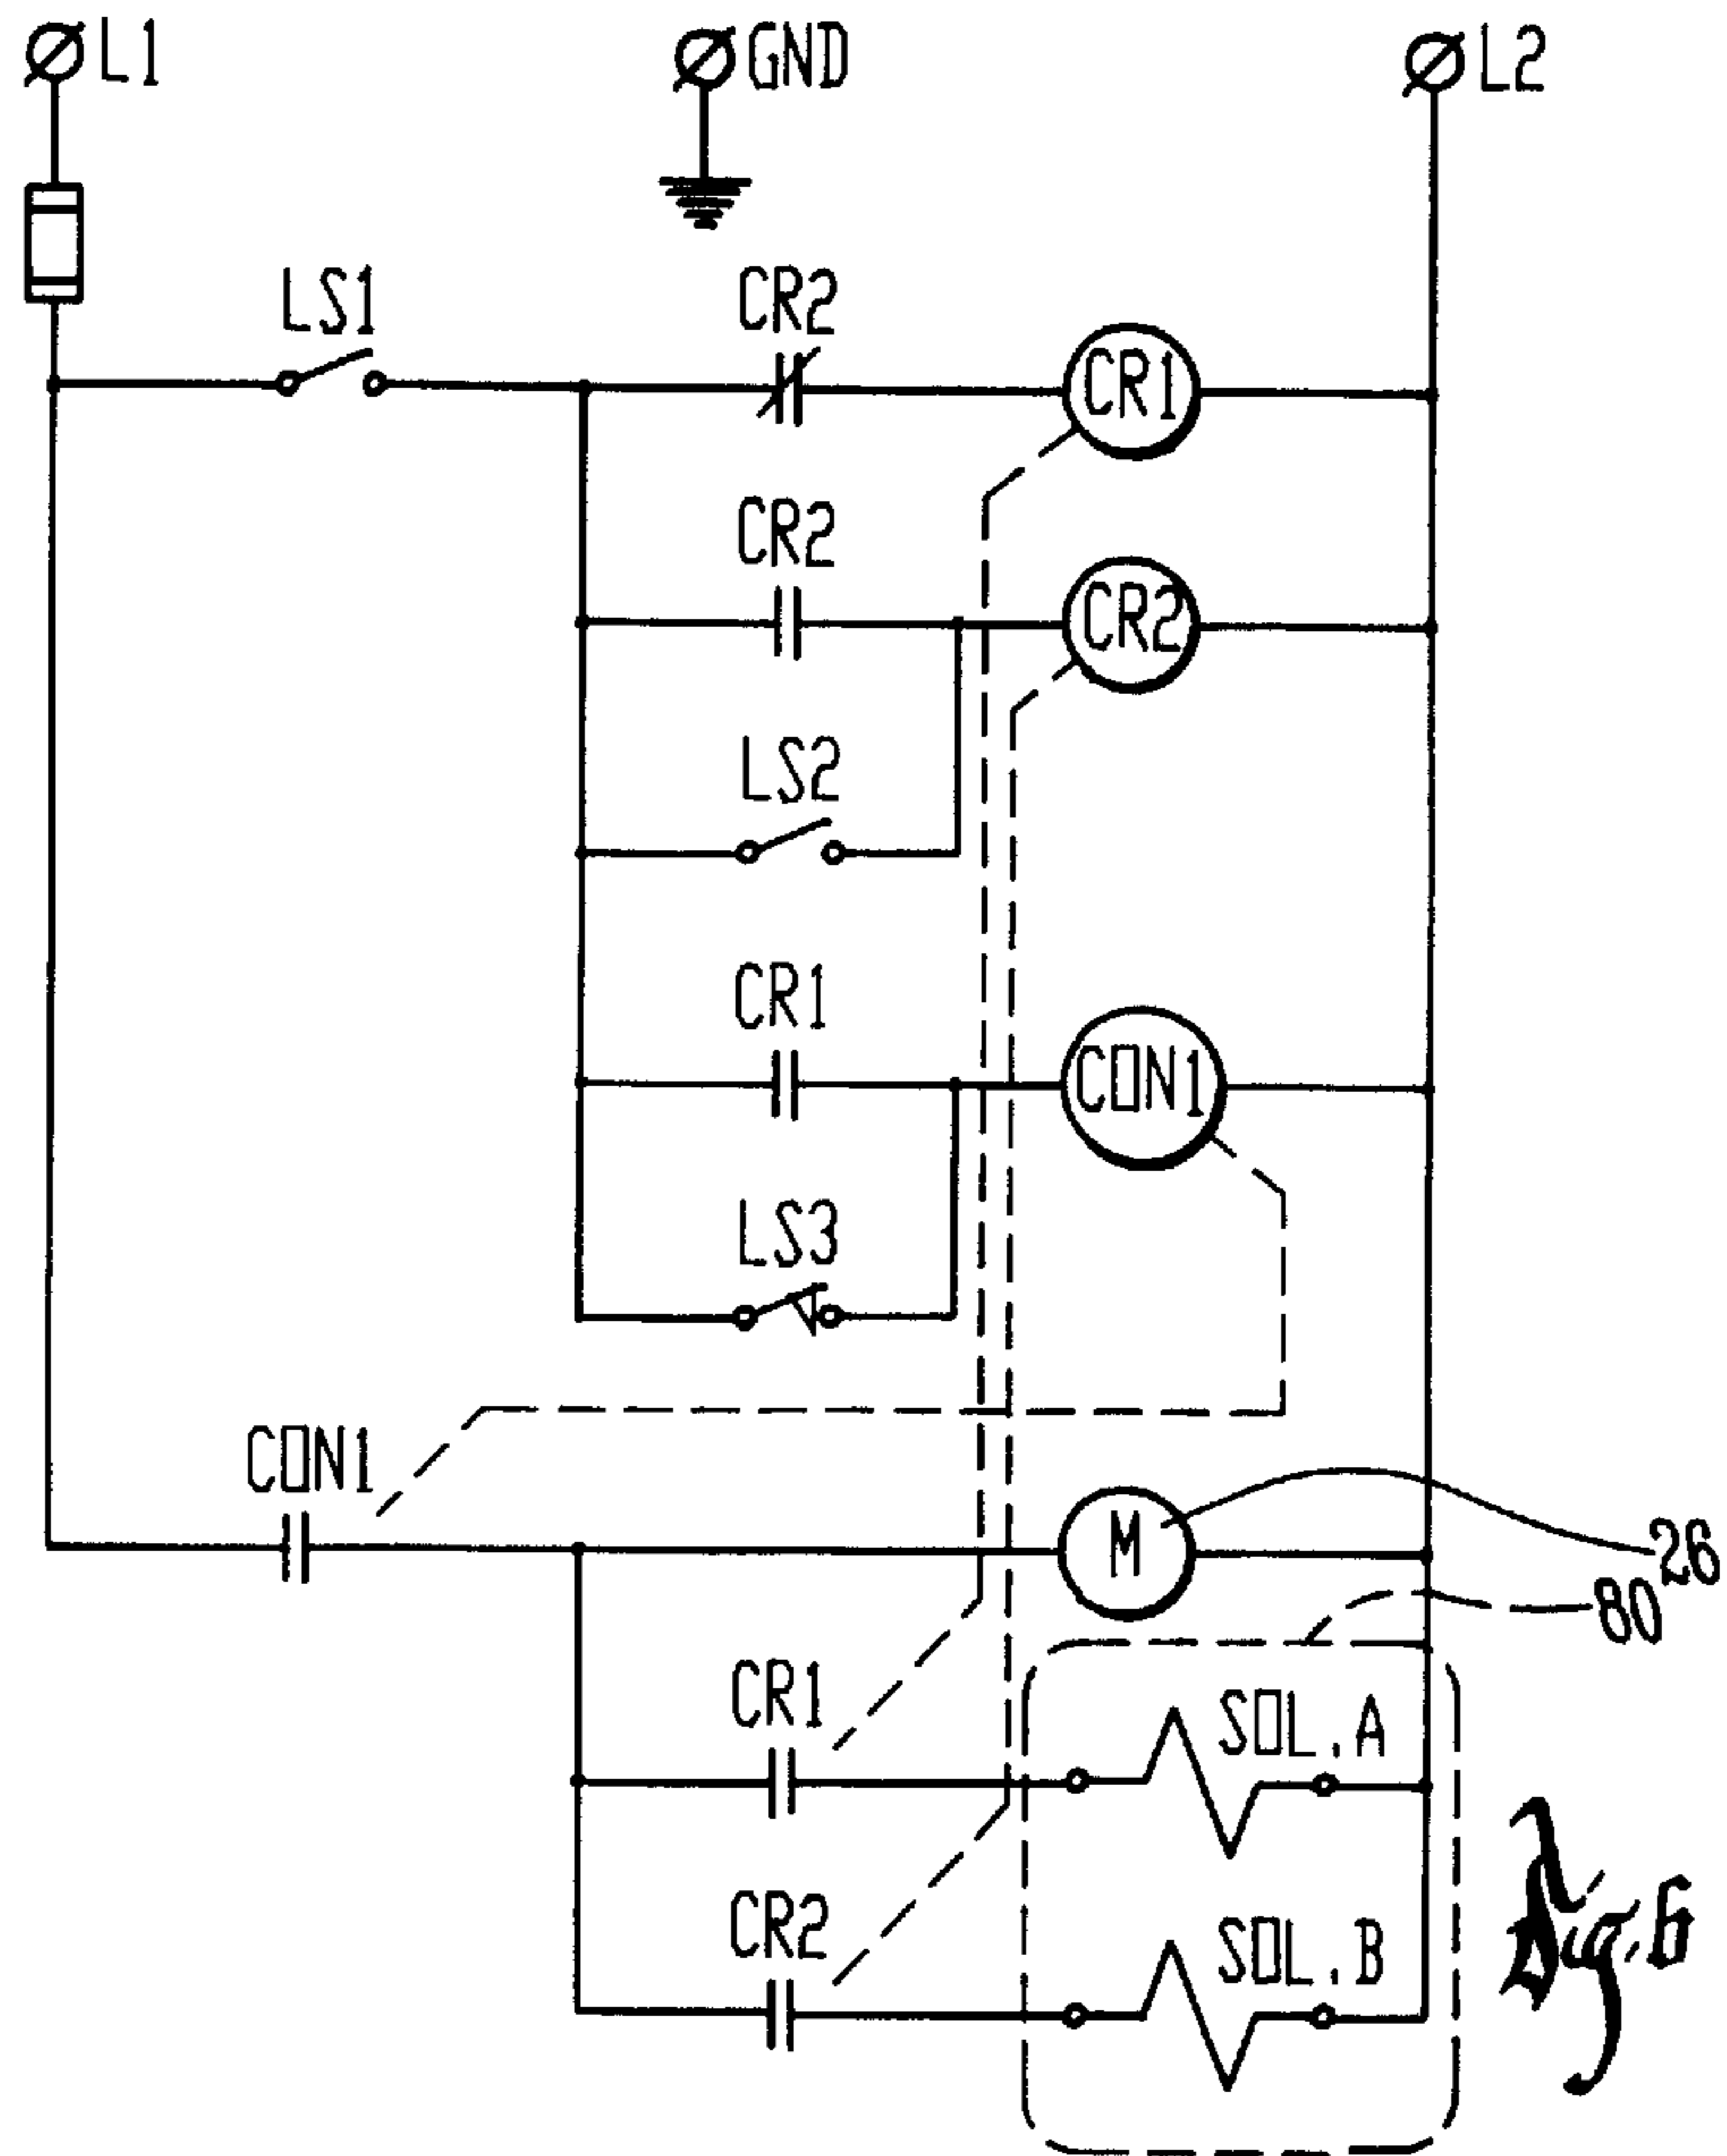 L1
GND
L2
LS1
CR2
CR1
CR2
CR2
LS2
CR1
CON1
LS3
CON1
M
26
80
CR1
SOL.A
CR2
SOL.B
Fig.6